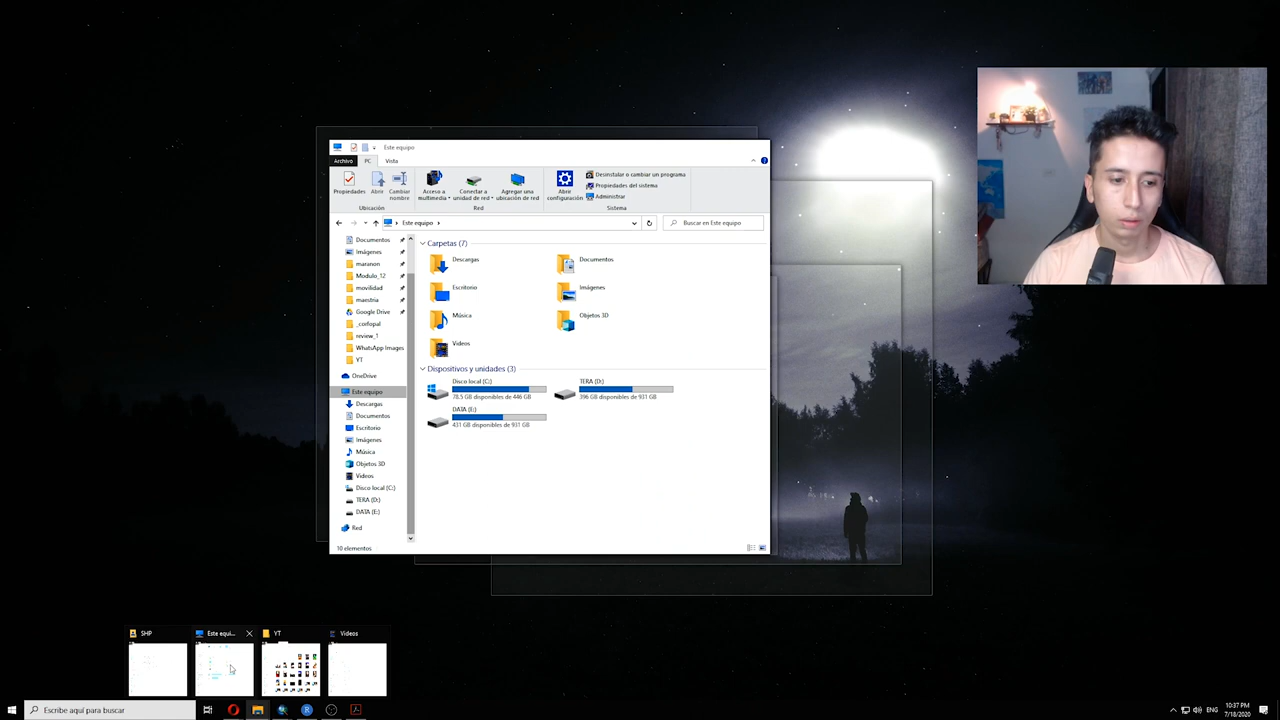 Este equipo
Archivo
PC
Vista
Propiedades
Abrir
Cambiar
nombre
Ubicación
Acceso a
multimedia
Conectar a
unidad de red
Agregar una
ubicación de red
Red
Abrir
configuración
Desinstalar o cambiar un programa
Propiedades del sistema
Administrar
Sistema
Este equipo
Buscar en Este equipo
Documentos
Imágenes
maranon
Modulo_12
movilidad
maestria
Google Drive
_corfopal
review_1
WhatsApp Images
YT
OneDrive
Este equipo
Descargas
Documentos
Escritorio
Imágenes
Música
Objetos 3D
Videos
Disco local (C:)
TERA (D:)
DATA (E:)
Red
Carpetas (7)
Descargas
Documentos
Escritorio
Imágenes
Música
Objetos 3D
Videos
Dispositivos y unidades (3)
Disco local (C:)
78.5 GB disponibles de 446 GB
TERA (D:)
396 GB disponibles de 931 GB
DATA (E:)
431 GB disponibles de 931 GB
10 elementos
SHP
Este equi...
YT
Videos
Escribe aquí para buscar
ENG
10:37 PM
7/18/2020